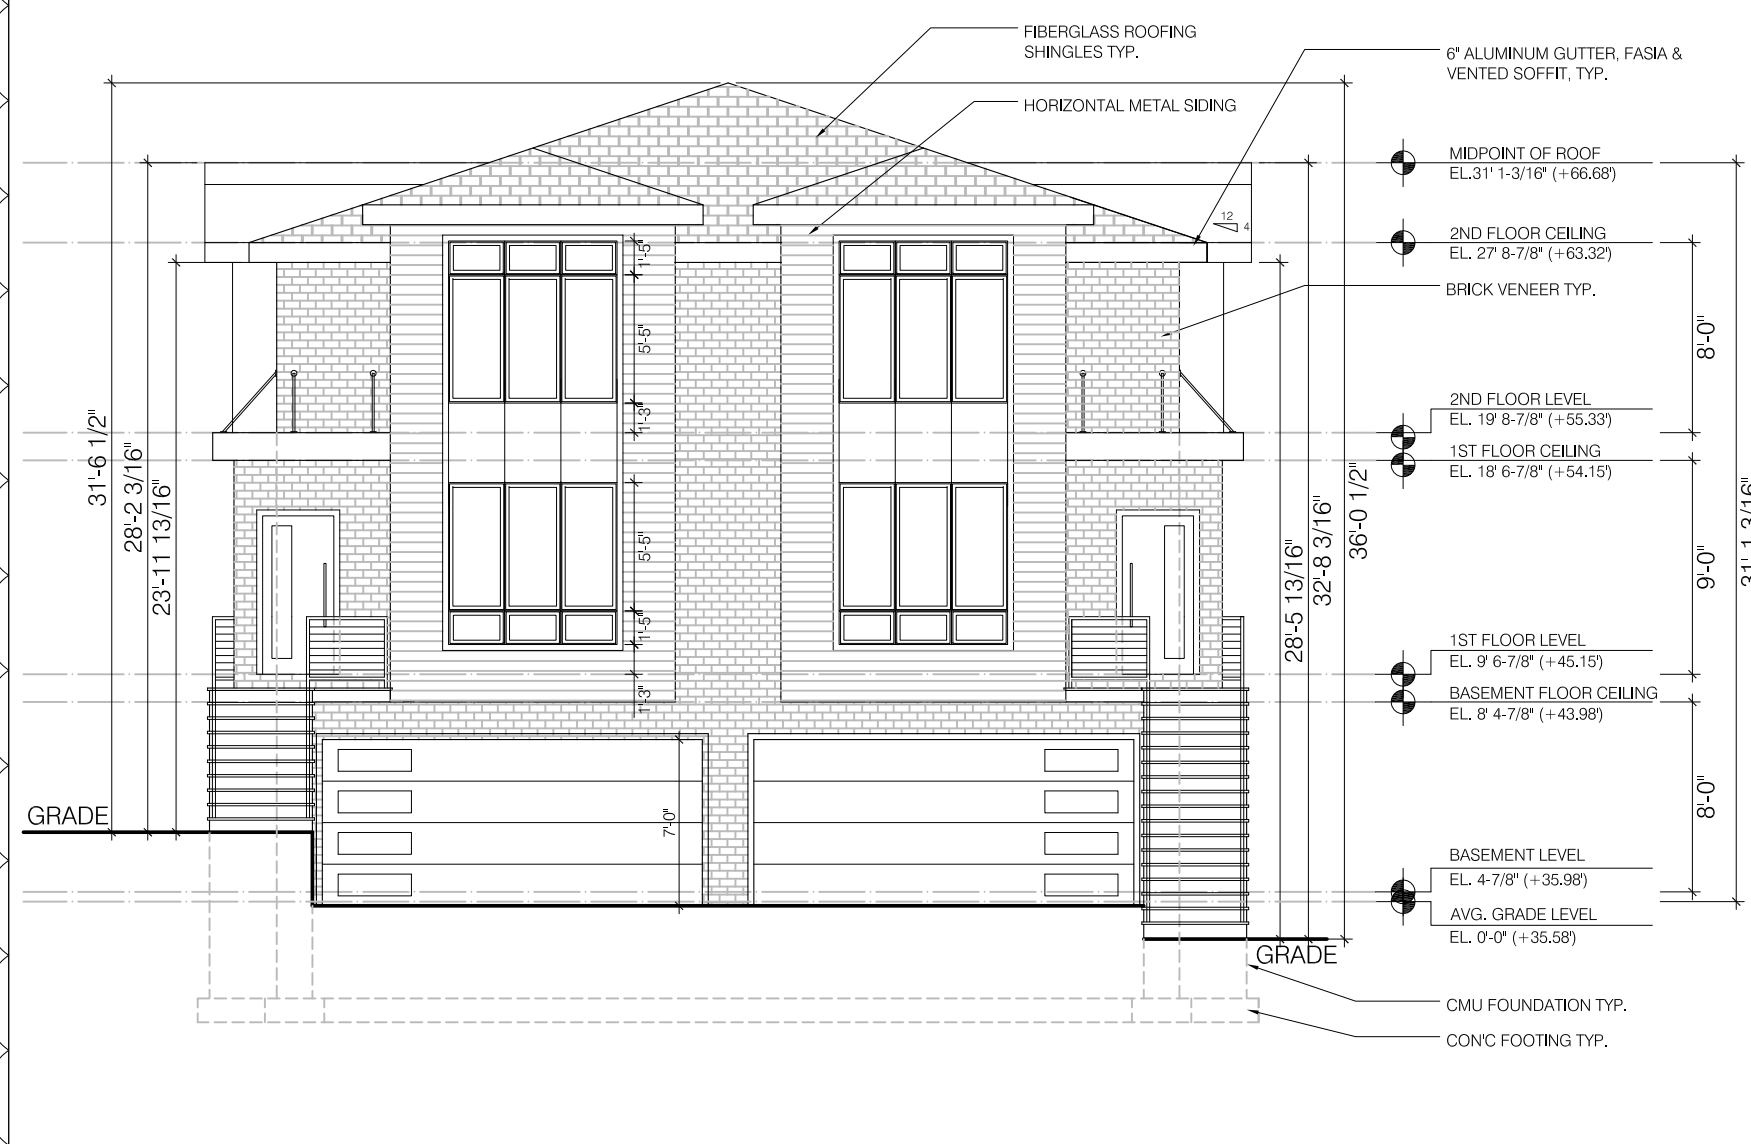 FIBERGLASS ROOFING
SHINGLES TYP.
6" ALUMINUM GUTTER, FASIA &
VENTED SOFFIT, TYP.
HORIZONTAL METAL SIDING
MIDPOINT OF ROOF
EL.31' 1-3/16" (+66.68')
12
4
2ND FLOOR CEILING
EL. 27' 8-7/8" (+63.32')
BRICK VENEER TYP.
1'-5"
5'-5"
1'-3"
8'-0"
2ND FLOOR LEVEL
EL. 19' 8-7/8" (+55.33')
1ST FLOOR CEILING
EL. 18' 6-7/8" (+54.15')
31'-6 1/2"
28'-2 3/16"
23'-11 13/16"
5'-5"
1'-5"
1'-3"
28'-5 13/16"
32'-8 3/16"
36'-0 1/2"
9'-0"
31' 1 3/16"
1ST FLOOR LEVEL
EL. 9' 6-7/8" (+45.15')
BASEMENT FLOOR CEILING
EL. 8' 4-7/8" (+43.98')
GRADE
7'-0"
8'-0"
BASEMENT LEVEL
EL. 4-7/8" (+35.98')
AVG. GRADE LEVEL
EL. 0'-0" (+35.58')
GRADE
CMU FOUNDATION TYP.
CON'C FOOTING TYP.